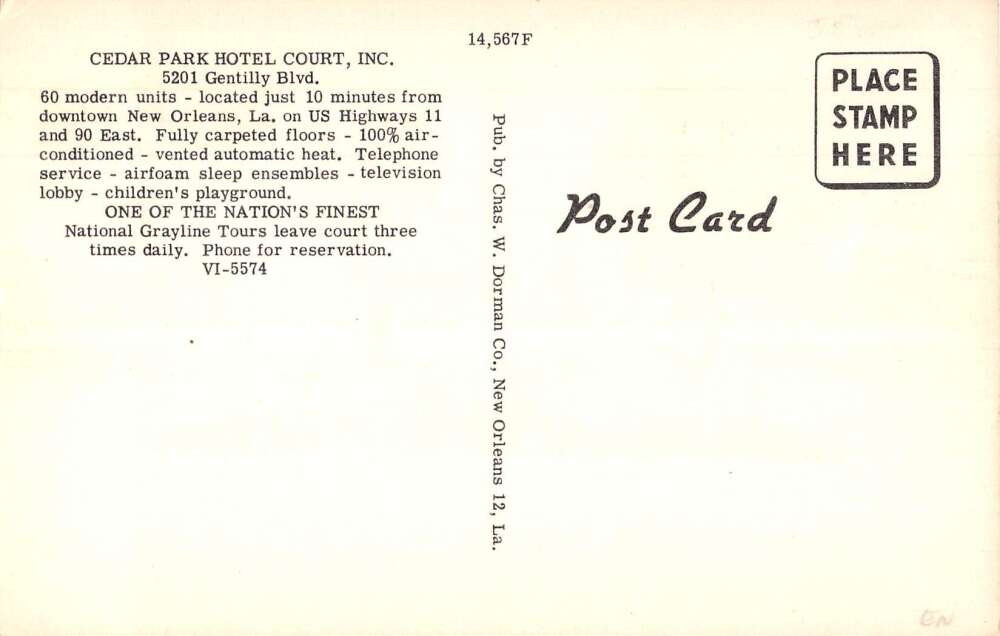 14,567F
CEDAR PARK HOTEL COURT, INC.
5201 Gentilly Blvd.
60 modern units - located just 10 minutes from
downtown New Orleans, La. on US Highways 11
and 90 East. Fully carpeted floors - 100% air-
conditioned - vented automatic heat. Telephone
service - airfoam sleep ensembles - television
lobby - children's playground.
ONE OF THE NATION'S FINEST
National Grayline Tours leave court three
times daily. Phone for reservation.
VI-5574
Pub. by Chas. W. Dorman Co., New Orleans 12, La.
Post Card
PLACE
STAMP
HERE
EN